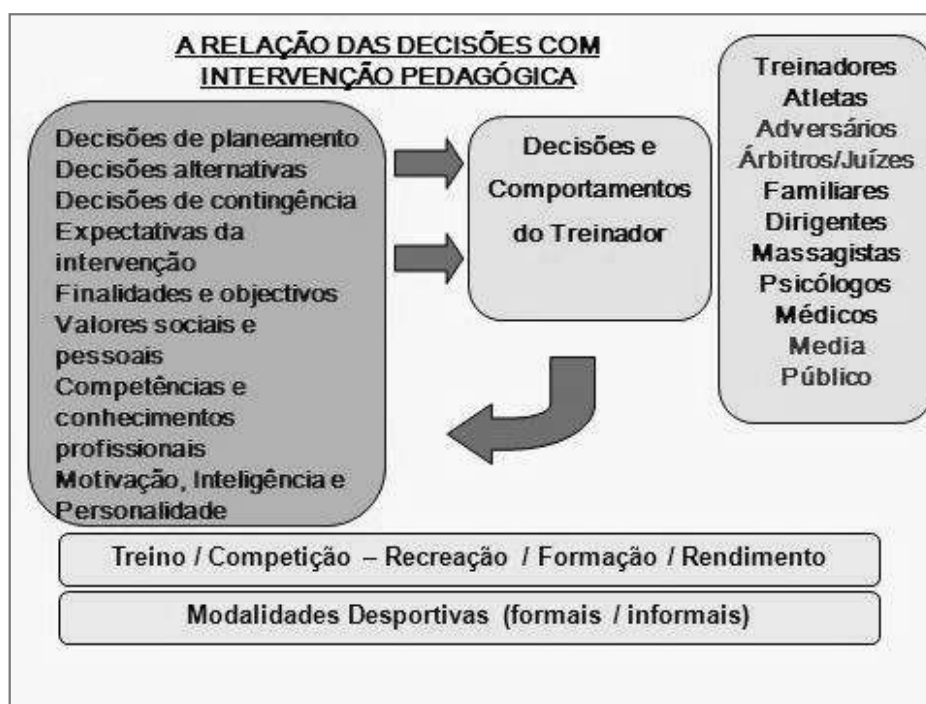 A RELAÇÃO DAS DECISÕES COM
INTERVENÇÃO PEDAGÓGICA
Decisões de planeamento
Decisões alternativas
Decisões de contingência
Expectativas da
intervenção
Finalidades e objectivos
Valores sociais e
pessoais
Competências e
conhecimentos
profissionais
Motivação, Inteligência e
Personalidade
Decisões e
Comportamentos
do Treinador
Treinadores
Atletas
Adversários
Árbitros/Juízes
Familiares
Dirigentes
Massagistas
Psicólogos
Médicos
Media
Público
Treino / Competição – Recreação / Formação / Rendimento
Modalidades Desportivas (formais / informais)